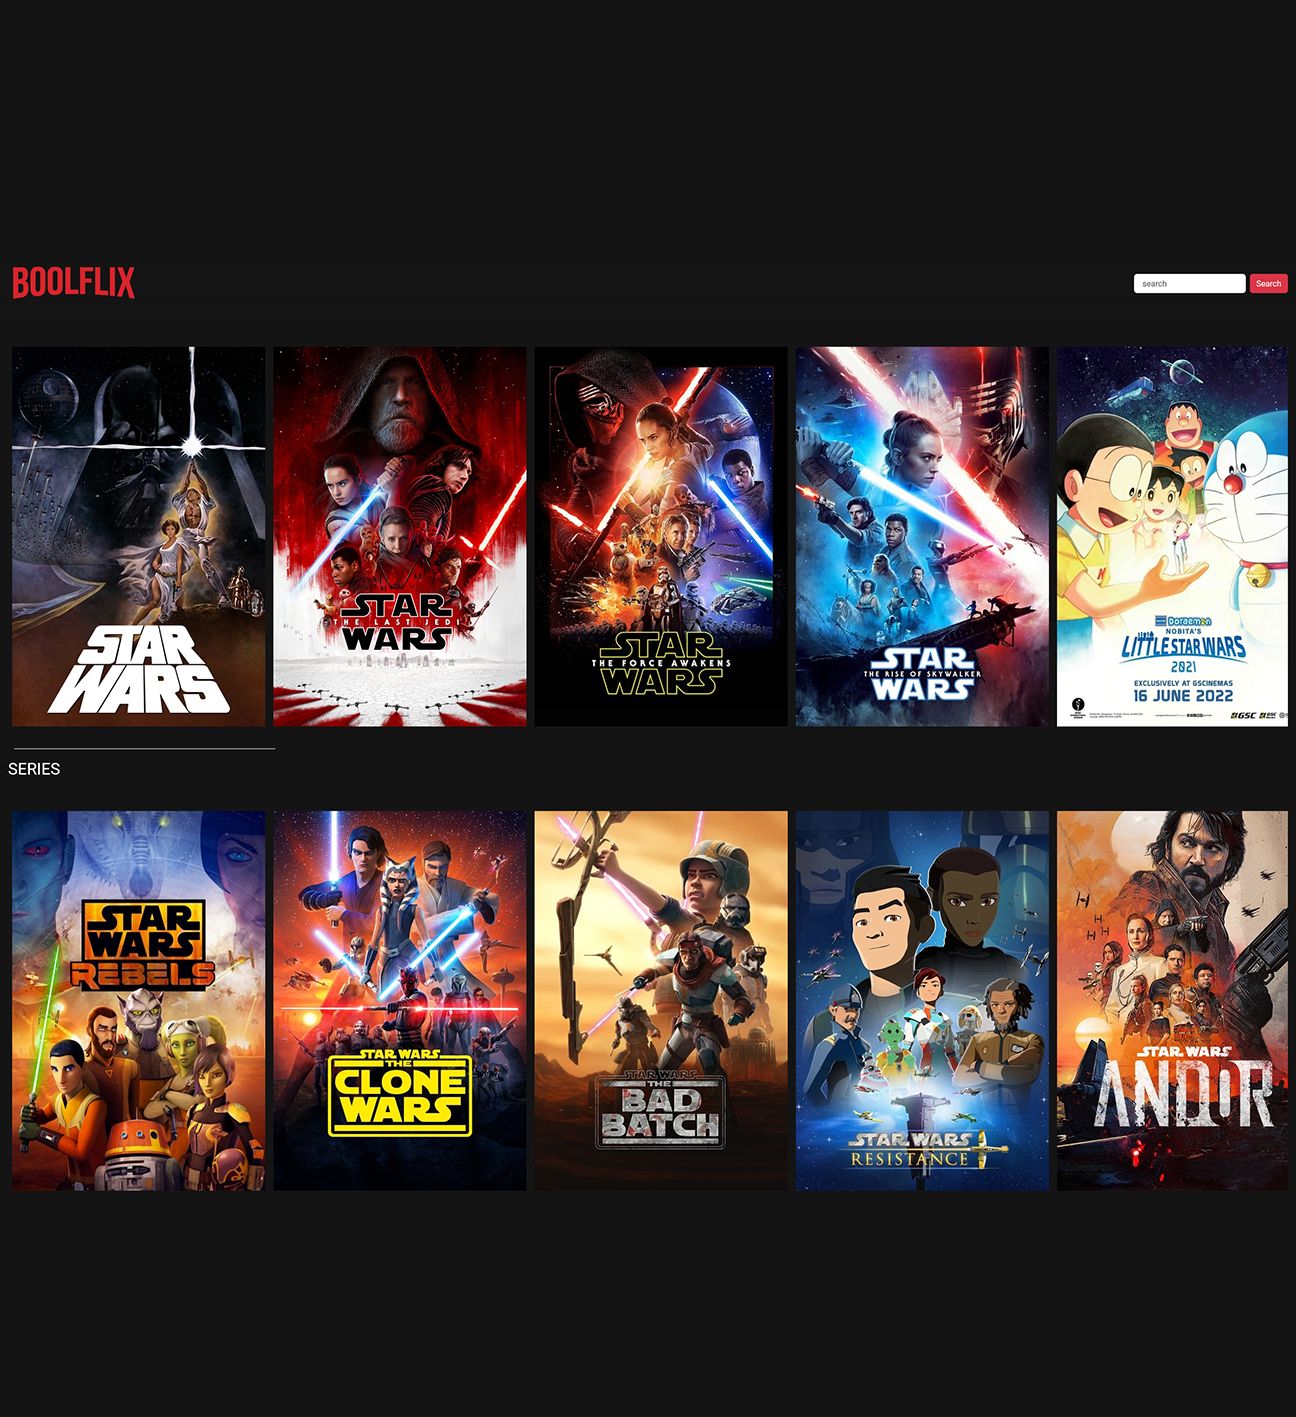 BOOLFLIX
search
Search
STAR
WARS
STAR
THE LAST JEDI
WARS
STAR
THE FORCE AWAKENS
WARS
STAR
THE RISE OF SKYWALKER
WARS
Doraemon
NOBITA'S
LITTLE STAR WARS
2021
EXCLUSIVELY AT GSCINEMAS
16 JUNE 2022
GSC
GSC
SERIES
STAR
WARS
REBELS
STAR WARS
THE
CLONE
WARS
STAR WARS
THE
BAD
BATCH
STAR WARS
RESISTANCE
STAR WARS
ANDOR